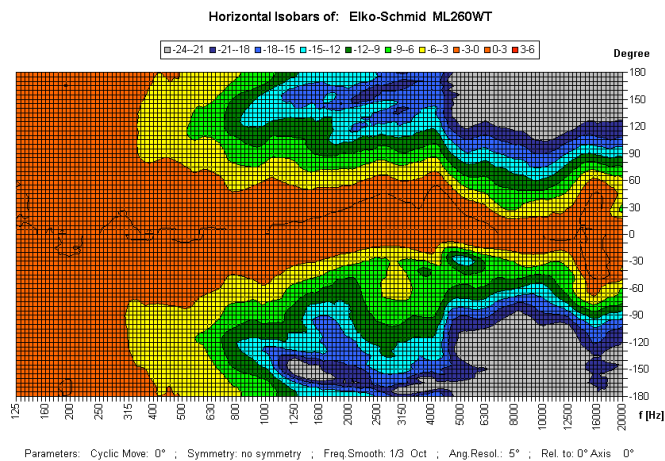 Horizontal Isobars of: Elko-Schmid ML260WT
-24--21 -21--18 -18--15 -15--12 -12--9 -9--6 -6--3 -3-0 0-3 3-6
Degree
180
150
120
90
60
30
0
-30
-60
-90
-120
-150
-180
125 160 200 250 315 400 500 630 800 1000 1250 1600 2000 2500 3150 4000 5000 6300 8000 10000 12500 16000 20000
f [Hz]
Parameters: Cyclic Move: 0° ; Symmetry: no symmetry ; Freq.Smooth: 1/3 Oct ; Ang.Resol.: 5° ; Rel. to: 0° Axis 0°